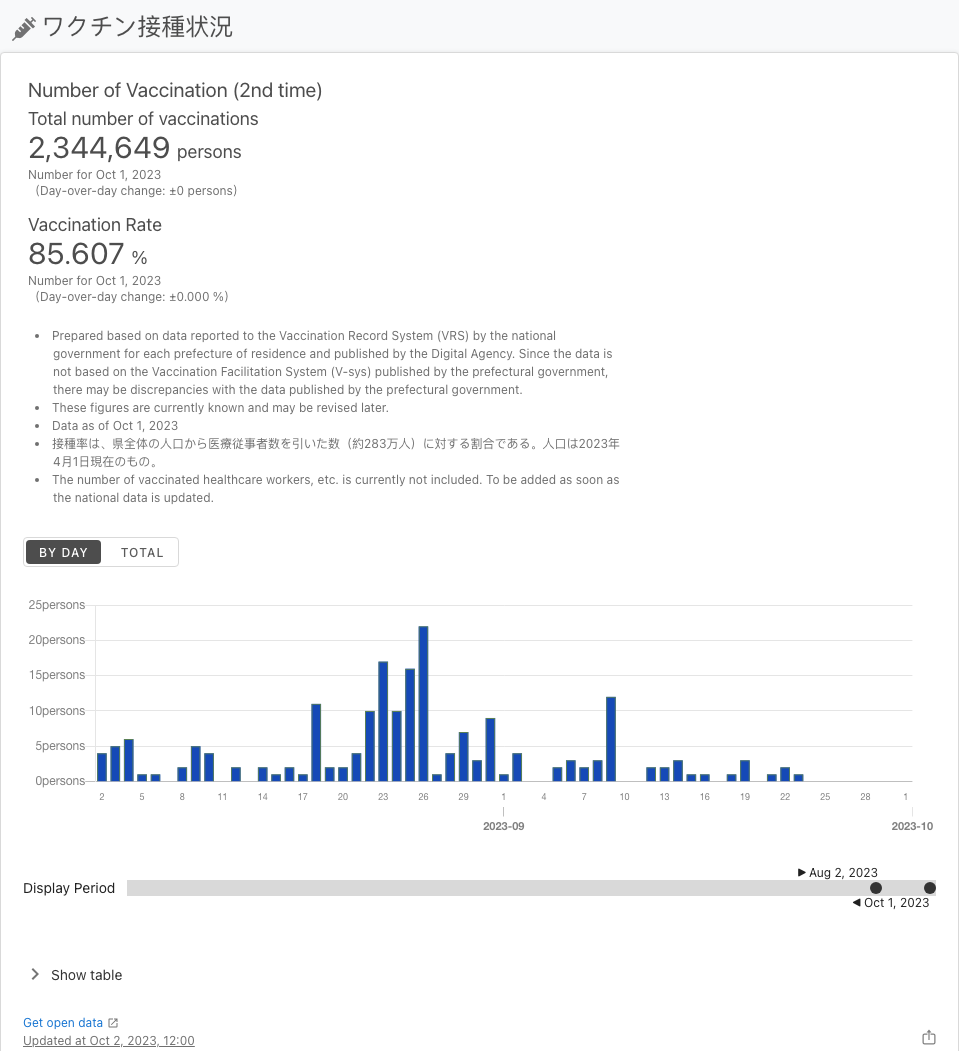 ワクチン接種状況
Number of Vaccination (2nd time)
Total number of vaccinations
2,344,649 persons
Number for Oct 1, 2023
(Day-over-day change: ±0 persons)
Vaccination Rate
85.607 %
Number for Oct 1, 2023
(Day-over-day change: ±0.000 %)
• Prepared based on data reported to the Vaccination Record System (VRS) by the national
government for each prefecture of residence and published by the Digital Agency. Since the data is
not based on the Vaccination Facilitation System (V-sys) published by the prefectural government,
there may be discrepancies with the data published by the prefectural government.
• These figures are currently known and may be revised later.
• Data as of Oct 1, 2023
• 接種率は、県全体の人口から医療従事者数を引いた数（約283万人）に対する割合である。人口は2023年
4月1日現在のもの。
• The number of vaccinated healthcare workers, etc. is currently not included. To be added as soon as
the national data is updated.
BY DAY TOTAL
25persons
20persons
15persons
10persons
5persons
0persons
2 5 8 11 14 17 20 23 26 29 1 4 7 10 13 16 19 22 25 28 1
2023-09 2023-10
▶ Aug 2, 2023
Display Period
◀ Oct 1, 2023
Show table
Get open data
Updated at Oct 2, 2023, 12:00